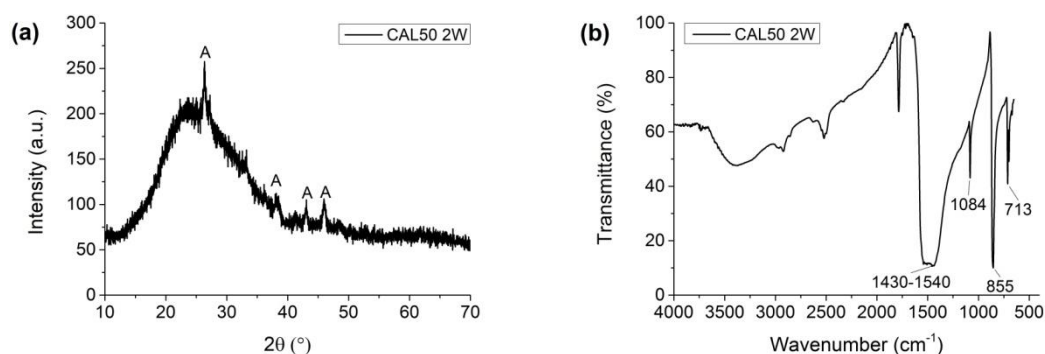 (a)
CAL50 2W
A
A
A
A
Intensity (a.u.)
300
250
200
150
100
50
0
10 20 30 40 50 60 70
2θ (°)
(b)
CAL50 2W
Transmittance (%)
100
80
60
40
20
0
1084
713
1430-1540
855
4000 3500 3000 2500 2000 1500 1000 500
Wavenumber (cm⁻¹)